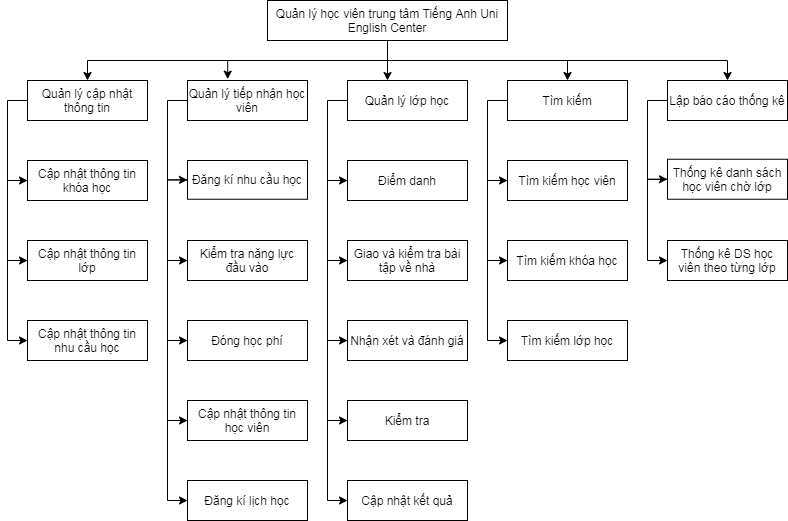 Quản lý học viên trung tâm Tiếng Anh Uni
English Center
Quản lý cập nhật
thông tin
Cập nhật thông tin
khóa học
Cập nhật thông tin
lớp
Cập nhật thông tin
nhu cầu học
Quản lý tiếp nhận học
viên
Đăng kí nhu cầu học
Kiểm tra năng lực
đầu vào
Đóng học phí
Cập nhật thông tin
học viên
Đăng kí lịch học
Quản lý lớp học
Điểm danh
Giao và kiểm tra bài
tập về nhà
Nhận xét và đánh giá
Kiểm tra
Cập nhật kết quả
Tìm kiếm
Tìm kiếm học viên
Tìm kiếm khóa học
Tìm kiếm lớp học
Lập báo cáo thống kê
Thống kê danh sách
học viên chờ lớp
Thống kê DS học
viên theo từng lớp